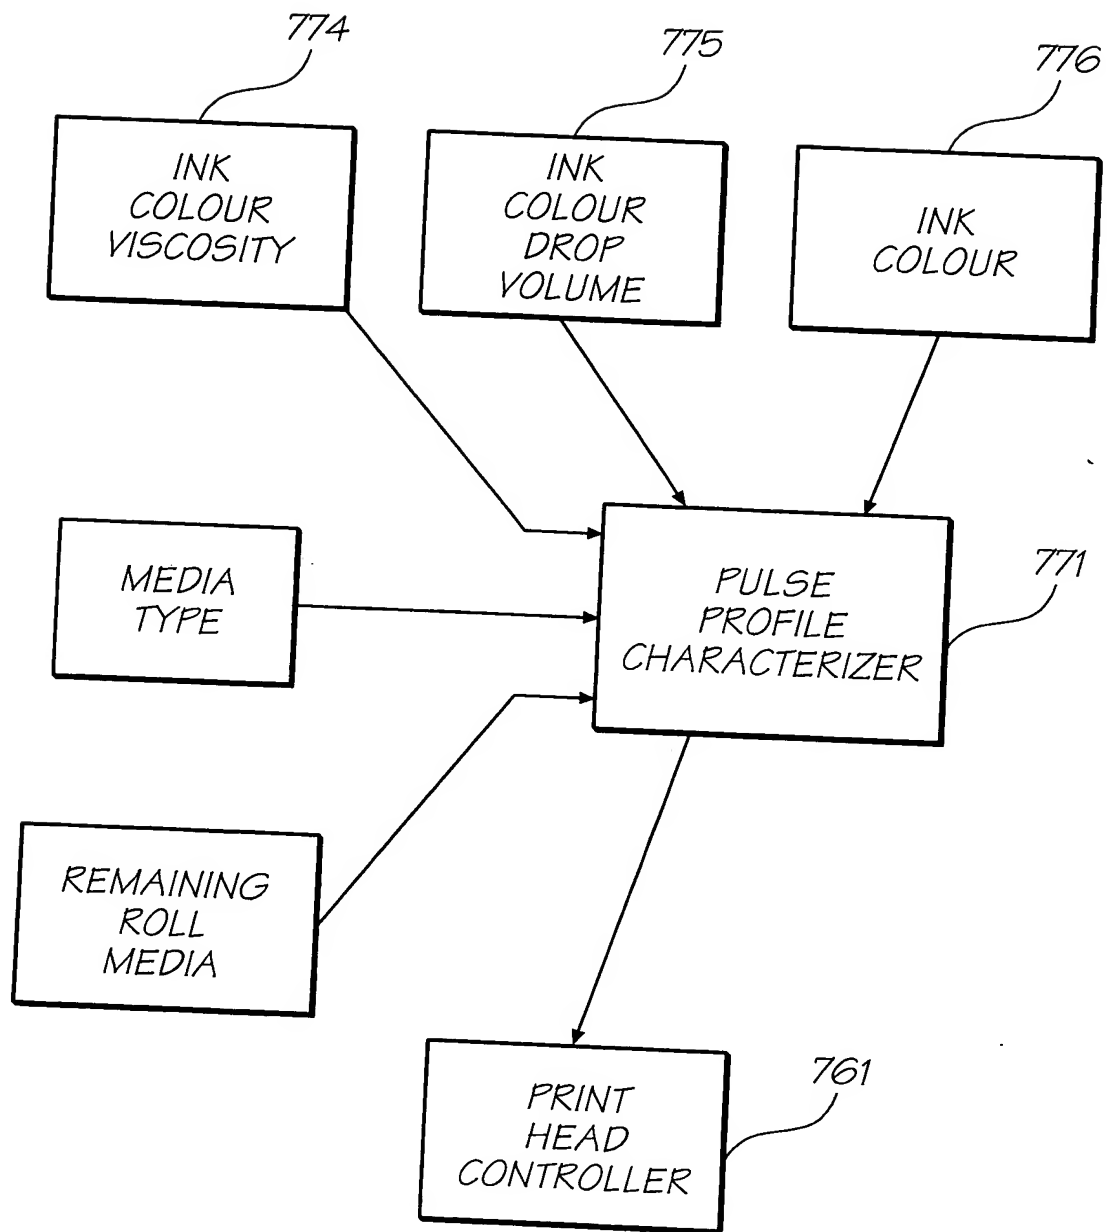 774
775
776
INK
COLOUR
VISCOSITY
INK
COLOUR
DROP
VOLUME
INK
COLOUR
771
MEDIA
TYPE
PULSE
PROFILE
CHARACTERIZER
REMAINING
ROLL
MEDIA
761
PRINT
HEAD
CONTROLLER